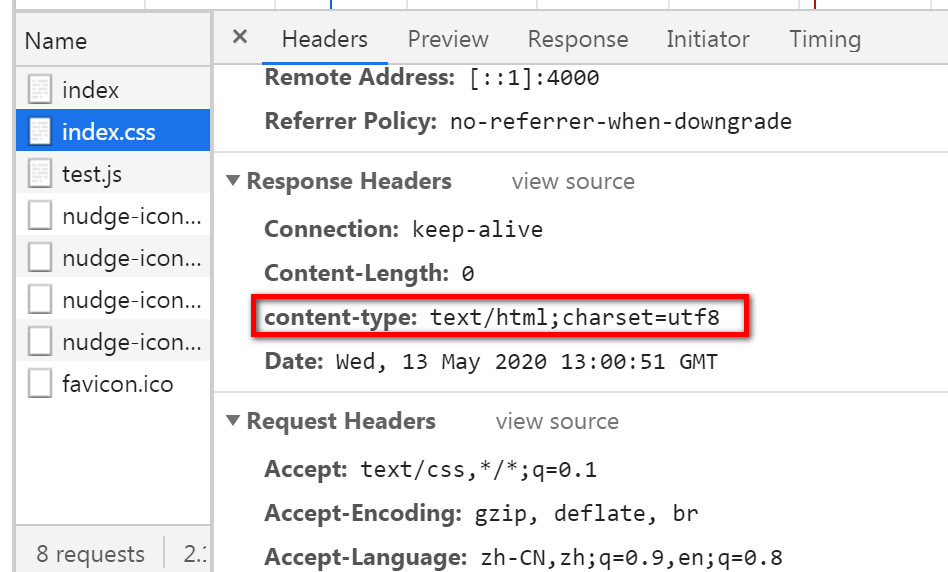 Name
index
index.css
test.js
nudge-icon...
nudge-icon...
nudge-icon...
nudge-icon...
favicon.ico
8 requests
× Headers Preview Response Initiator Timing
Remote Address: [::1]:4000
Referrer Policy: no-referrer-when-downgrade
▼ Response Headers view source
Connection: keep-alive
Content-Length: 0
content-type: text/html;charset=utf8
Date: Wed, 13 May 2020 13:00:51 GMT
▼ Request Headers view source
Accept: text/css,*/*;q=0.1
Accept-Encoding: gzip, deflate, br
Accept-Language: zh-CN,zh;q=0.9,en;q=0.8